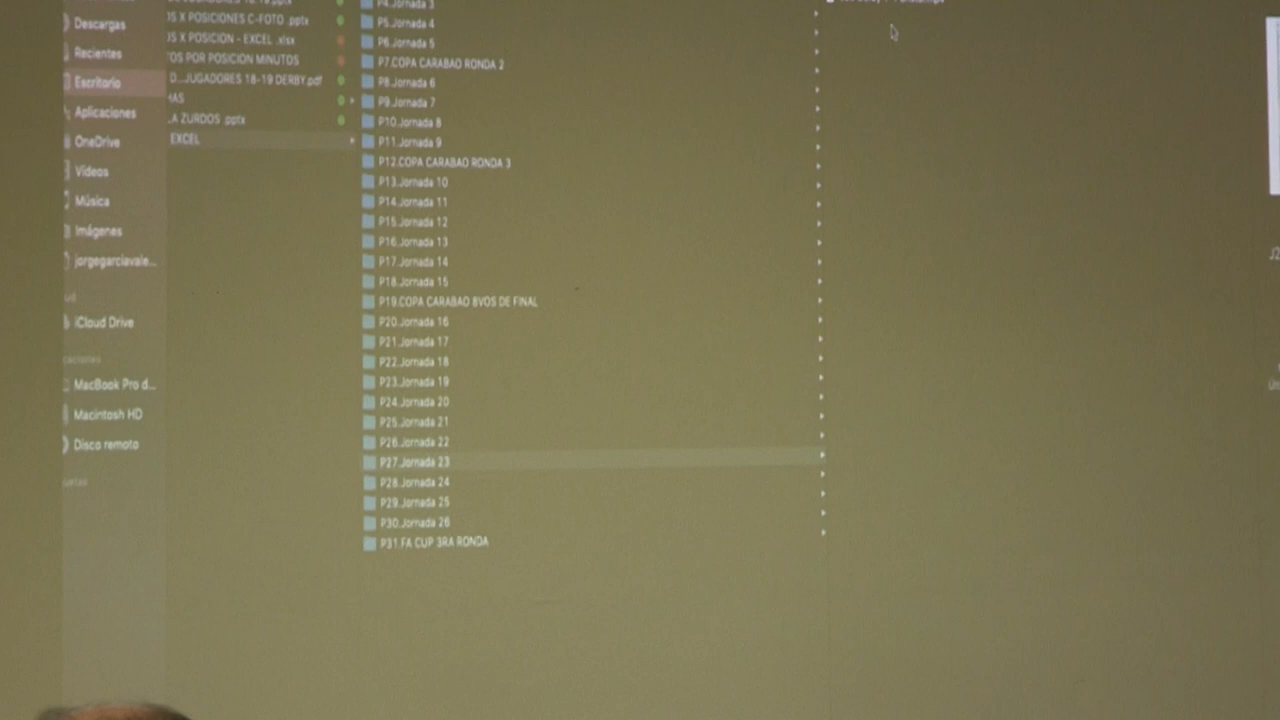 Descargas
Recientes
Escritorio
Aplicaciones
OneDrive
Vídeos
Música
Imágenes
jorgegarciavale...
iCloud Drive
MacBook Pro d...
Macintosh HD
Disco remoto
S X POSICIONES C-FOTO .pptx
S X POSICION - EXCEL .xlsx
OS POR POSICION MINUTOS
D...JUGADORES 18-19 DERBY.pdf
AS
A ZURDOS .pptx
EXCEL
P4.Jornada 3
P5.Jornada 4
P6.Jornada 5
P7.COPA CARABAO RONDA 2
P8.Jornada 6
P9.Jornada 7
P10.Jornada 8
P11.Jornada 9
P12.COPA CARABAO RONDA 3
P13.Jornada 10
P14.Jornada 11
P15.Jornada 12
P16.Jornada 13
P17.Jornada 14
P18.Jornada 15
P19.COPA CARABAO 8VOS DE FINAL
P20.Jornada 16
P21.Jornada 17
P22.Jornada 18
P23.Jornada 19
P24.Jornada 20
P25.Jornada 21
P26.Jornada 22
P27.Jornada 23
P28.Jornada 24
P29.Jornada 25
P30.Jornada 26
P31.FA CUP 3RA RONDA